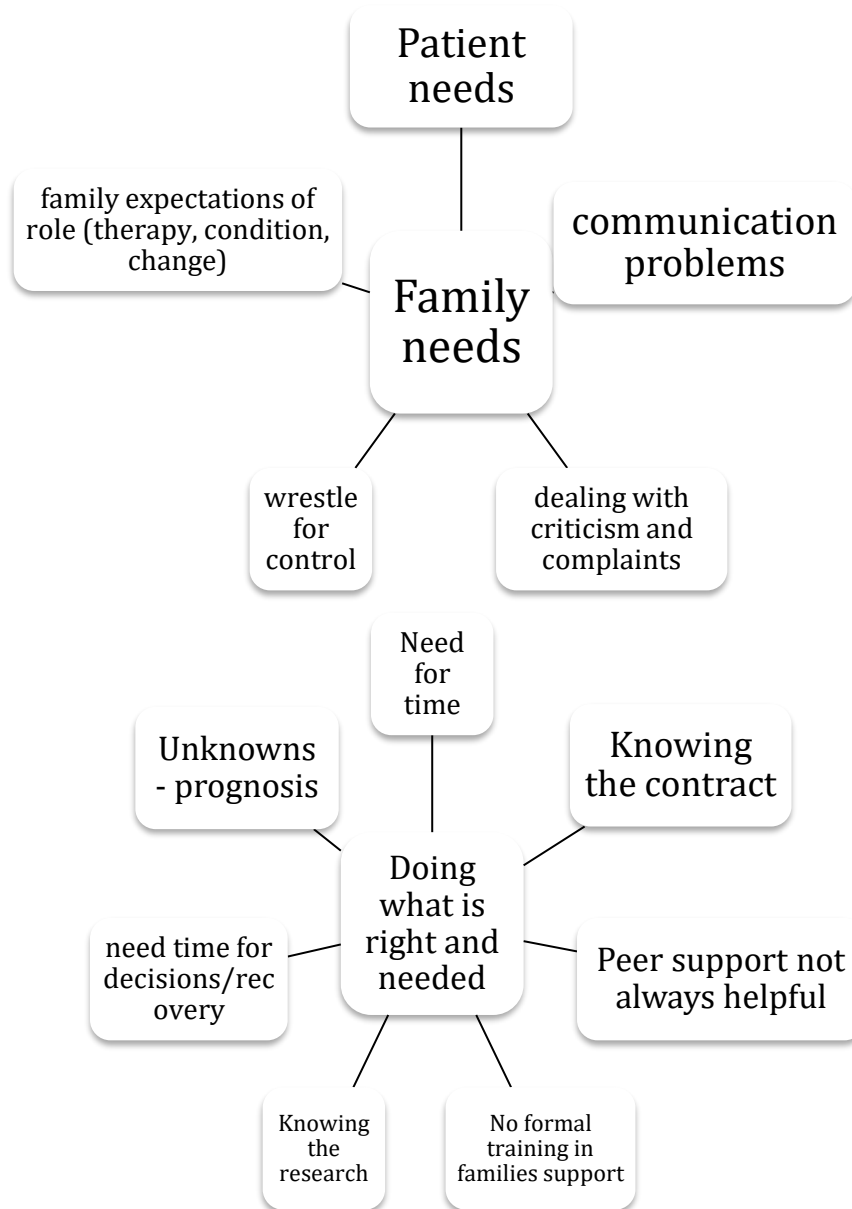 Patient
needs
family expectations of
role (therapy, condition,
change)
communication
problems
Family
needs
wrestle
for
control
dealing with
criticism and
complaints
Need
for
time
Unknowns
- prognosis
Knowing
the contract
Doing
what is
right and
needed
need time for
decisions/rec
overy
Peer support not
always helpful
Knowing
the
research
No formal
training in
families support